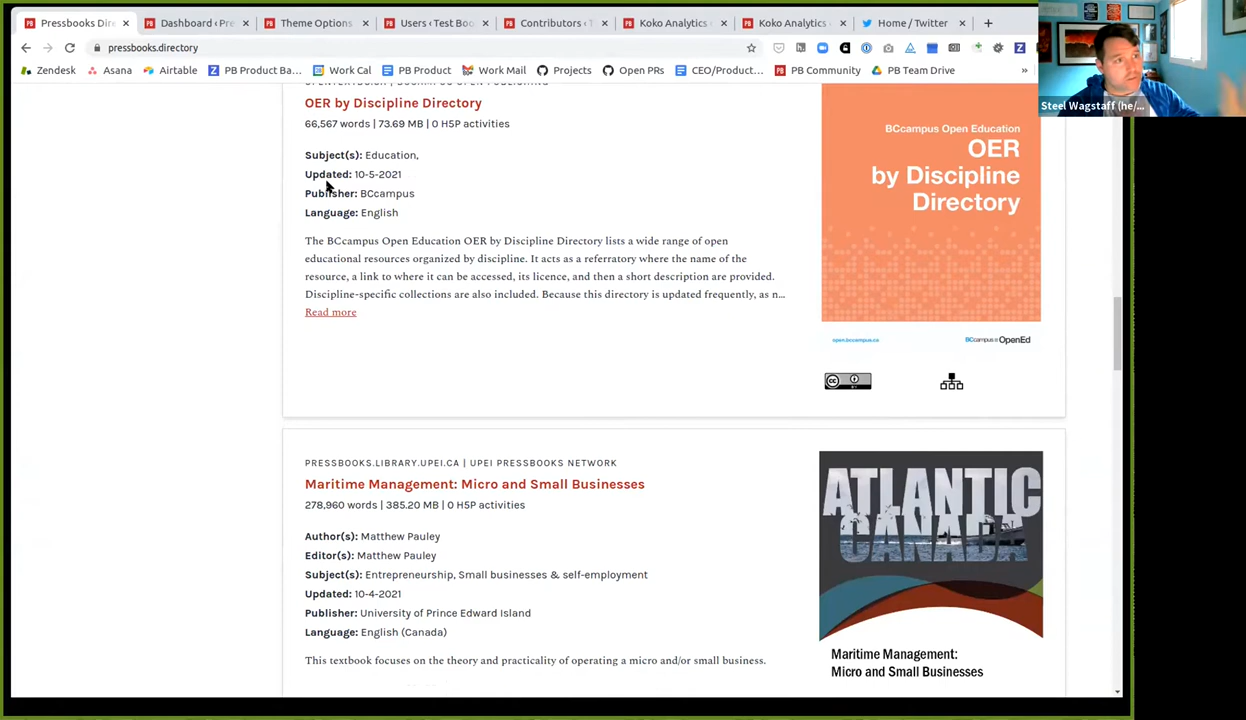 Pressbooks Dire
Dashboard ‹ Pre
Theme Options
Users ‹ Test Boo
Contributors ‹ T
Koko Analytics ‹
Koko Analytics ‹
Home / Twitter
pressbooks.directory
Zendesk
Asana
Airtable
PB Product Ba...
Work Cal
PB Product
Work Mail
Projects
Open PRs
CEO/Product...
PB Community
PB Team Drive
»
Steel Wagstaff (he/...
OER by Discipline Directory
66,567 words | 73.69 MB | 0 H5P activities
Subject(s): Education,
Updated: 10-5-2021
Publisher: BCcampus
Language: English
The BCcampus Open Education OER by Discipline Directory lists a wide range of open
educational resources organized by discipline. It acts as a referratory where the name of the
resource, a link to where it can be accessed, its licence, and then a short description are provided.
Discipline-specific collections are also included. Because this directory is updated frequently, as n...
Read more
BCcampus Open Education
OER
by Discipline
Directory
open.bccampus.ca
BCcampus OpenEd
PRESSBOOKS.LIBRARY.UPEI.CA | UPEI PRESSBOOKS NETWORK
Maritime Management: Micro and Small Businesses
278,960 words | 385.20 MB | 0 H5P activities
Author(s): Matthew Pauley
Editor(s): Matthew Pauley
Subject(s): Entrepreneurship, Small businesses & self-employment
Updated: 10-4-2021
Publisher: University of Prince Edward Island
Language: English (Canada)
This textbook focuses on the theory and practicality of operating a micro and/or small business.
ATLANTIC
CANADA
Maritime Management:
Micro and Small Businesses